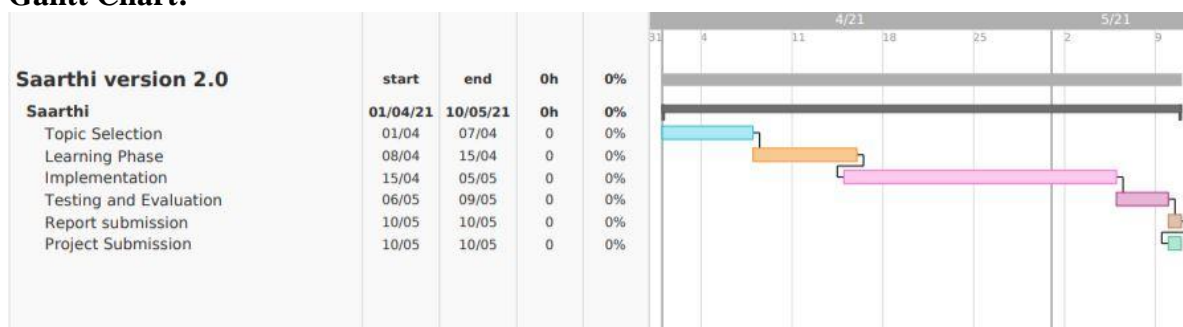 Gantt Chart:
4/21 5/21
31 4 11 18 25 2 9
Saarthi version 2.0 start end 0h 0%
Saarthi 01/04/21 10/05/21 0h 0%
Topic Selection 01/04 07/04 0 0%
Learning Phase 08/04 15/04 0 0%
Implementation 15/04 05/05 0 0%
Testing and Evaluation 06/05 09/05 0 0%
Report submission 10/05 10/05 0 0%
Project Submission 10/05 10/05 0 0%